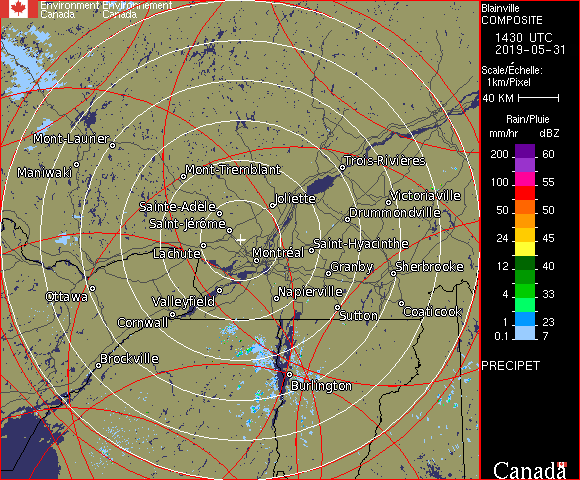 Environment Environnement
Canada Canada
Blainville
COMPOSITE
1430 UTC
2019-05-31
Scale/Échelle:
1km/Pixel
40 KM
Rain/Pluie
mm/hr dBZ
200 60
100 55
50 50
24 45
12 40
4 33
1 23
0.1 7
PRECIPET
Canada
Mont-Laurier
Maniwaki
Mont-Tremblant
Trois-Rivières
Joliette
Victoriaville
Sainte-Adèle
Drummondville
Saint-Jérôme
Saint-Hyacinthe
Lachute
Montréal
Granby
Sherbrooke
Ottawa
Valleyfield
Napierville
Cornwall
Sutton
Coaticook
Brockville
Burlington